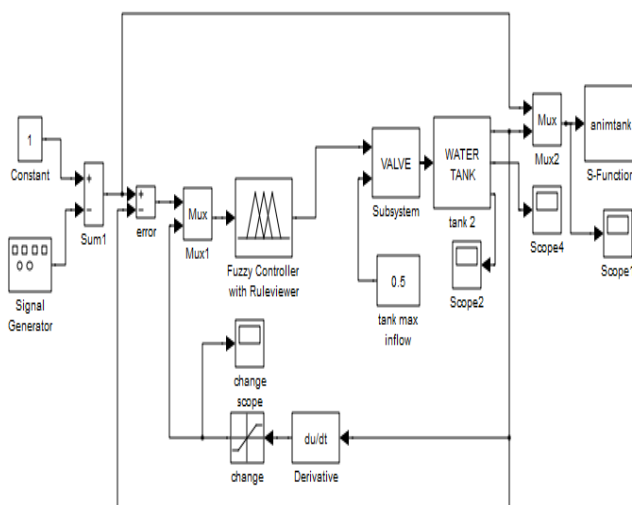 1
Constant
+
−
Sum1
Signal
Generator
+
−
error
Mux
Mux1
Fuzzy Controller
with Ruleviewer
VALVE
Subsystem
0.5
tank max
inflow
WATER
TANK
tank 2
Scope2
Mux
Mux2
animtank
S-Function
Scope4
Scope1
change
scope
change
du/dt
Derivative